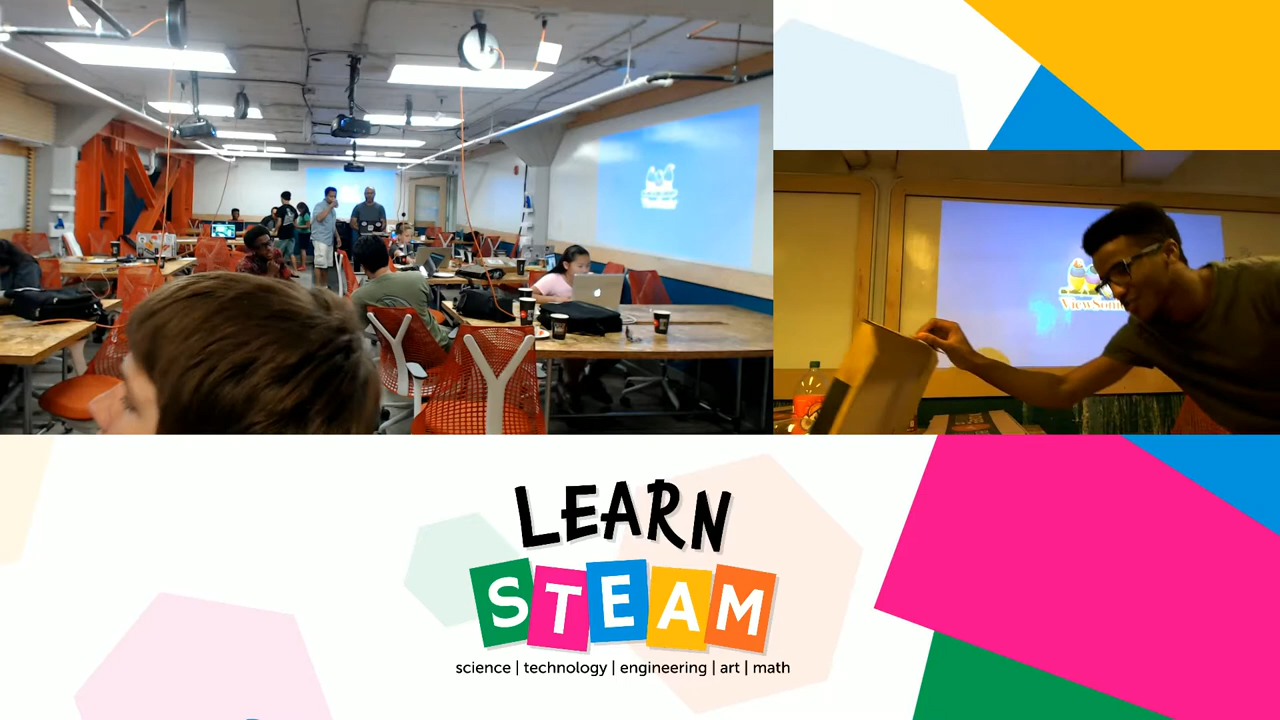 ViewSonic
LEARN
STEAM
science | technology | engineering | art | math